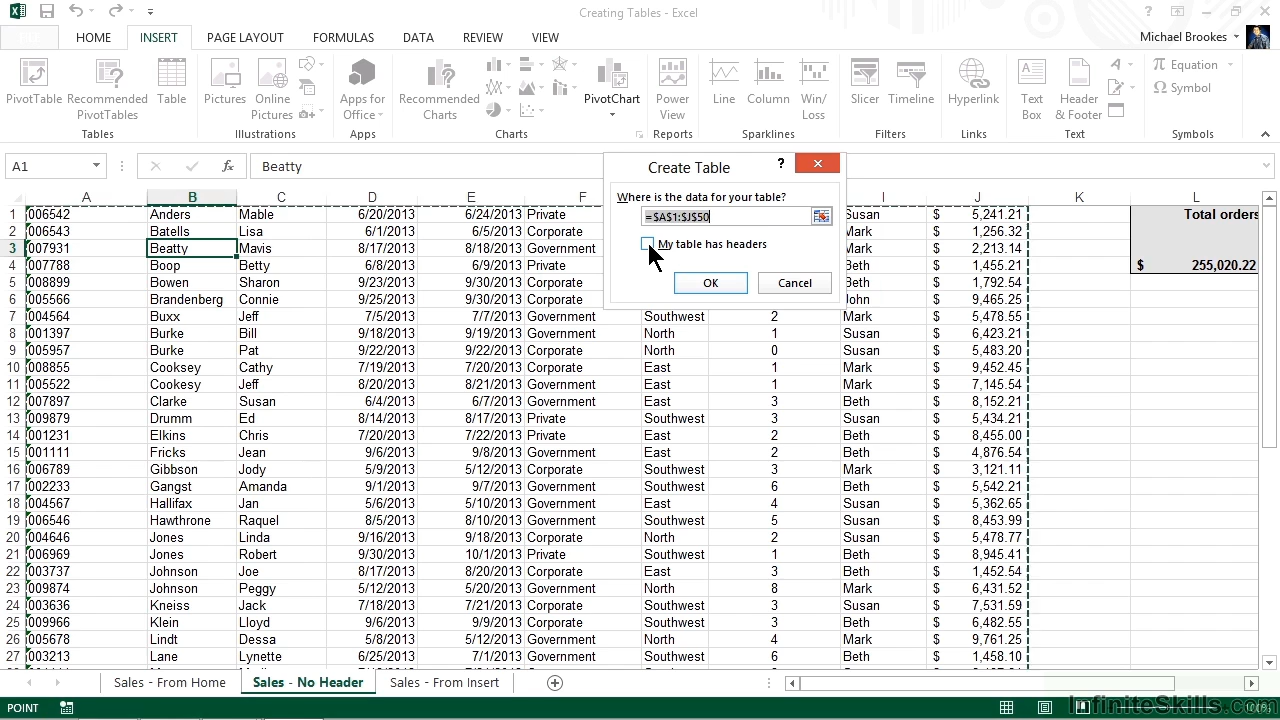 Creating Tables - Excel
HOME INSERT PAGE LAYOUT FORMULAS DATA REVIEW VIEW Michael Brookes
PivotTable Recommended PivotTables Table Pictures Online Pictures Apps for Office Recommended Charts PivotChart Power View Line Column Win/Loss Slicer Timeline Hyperlink Text Box Header & Footer Equation Symbol
Tables Illustrations Apps Charts Reports Sparklines Filters Links Text Symbols
A1 fx Beatty
Create Table ?
Where is the data for your table?
=$A$1:$J$50
My table has headers
OK Cancel
A B C D E F I J K L
1 006542 Anders Mable 6/20/2013 6/24/2013 Private Susan $ 5,241.21 Total orders
2 006543 Batells Lisa 6/1/2013 6/5/2013 Corporate Mark $ 1,256.32
3 007931 Beatty Mavis 8/17/2013 8/18/2013 Government Mark $ 2,213.14
4 007788 Boop Betty 6/8/2013 6/9/2013 Private Beth $ 1,455.21 $ 255,020.22
5 008899 Bowen Sharon 9/23/2013 9/30/2013 Corporate Beth $ 1,792.54
6 005566 Brandenberg Connie 9/25/2013 9/30/2013 Corporate John $ 9,465.25
7 004564 Buxx Jeff 7/5/2013 7/7/2013 Government Southwest 2 Mark $ 5,478.55
8 001397 Burke Bill 9/18/2013 9/19/2013 Government North 1 Susan $ 6,423.21
9 005957 Burke Pat 9/22/2013 9/22/2013 Corporate North 0 Susan $ 5,483.20
10 008855 Cooksey Cathy 7/19/2013 7/20/2013 Corporate East 1 Mark $ 9,452.45
11 005522 Cookesy Jeff 8/20/2013 8/21/2013 Government East 1 Mark $ 7,145.54
12 007897 Clarke Susan 6/4/2013 6/7/2013 Government East 3 Beth $ 8,152.21
13 009879 Drumm Ed 8/14/2013 8/17/2013 Private Southwest 3 Susan $ 5,434.21
14 001231 Elkins Chris 7/20/2013 7/22/2013 Private East 2 Beth $ 8,455.00
15 001111 Fricks Jean 9/6/2013 9/8/2013 Government East 2 Beth $ 4,876.54
16 006789 Gibbson Jody 5/9/2013 5/12/2013 Corporate Southwest 3 Mark $ 3,121.11
17 002233 Gangst Amanda 9/1/2013 9/7/2013 Government Southwest 6 Beth $ 5,542.21
18 004567 Hallifax Jan 5/6/2013 5/10/2013 Government East 4 Susan $ 5,362.65
19 006546 Hawthrone Raquel 8/5/2013 8/10/2013 Government Southwest 5 Susan $ 8,453.99
20 004646 Jones Linda 9/16/2013 9/18/2013 Corporate North 2 Susan $ 5,478.77
21 006969 Jones Robert 9/30/2013 10/1/2013 Private Southwest 1 Beth $ 8,945.41
22 003737 Johnson Joe 8/17/2013 8/20/2013 Corporate East 3 Beth $ 1,452.54
23 009874 Johnson Peggy 5/12/2013 5/20/2013 Government North 8 Mark $ 6,431.52
24 003636 Kneiss Jack 7/18/2013 7/21/2013 Corporate Southwest 3 Susan $ 7,531.59
25 009966 Klein Lloyd 9/6/2013 9/9/2013 Corporate Southwest 3 Beth $ 6,482.55
26 005678 Lindt Dessa 5/8/2013 5/12/2013 Government North 4 Mark $ 9,761.25
27 003213 Lane Lynette 6/25/2013 7/1/2013 Government Southwest 6 Beth $ 1,458.10
Sales - From Home Sales - No Header Sales - From Insert
POINT 100%
InfiniteSkills.com